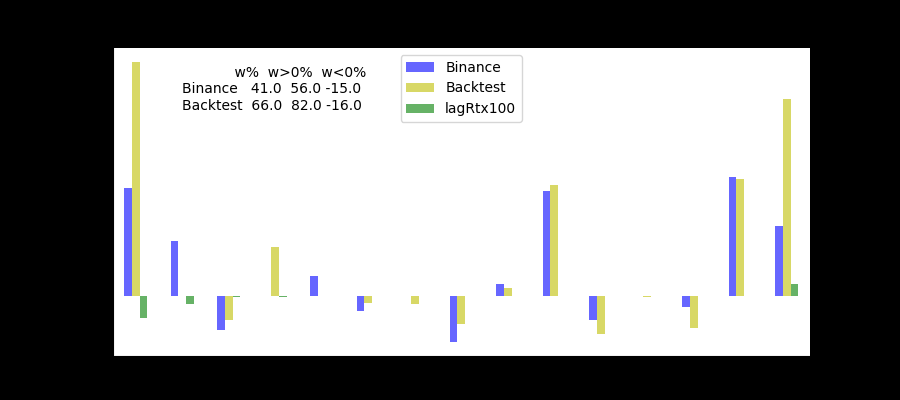 w% w>0% w<0%
Binance 41.0 56.0 -15.0
Backtest 66.0 82.0 -16.0
Binance
Backtest
lagRtx100